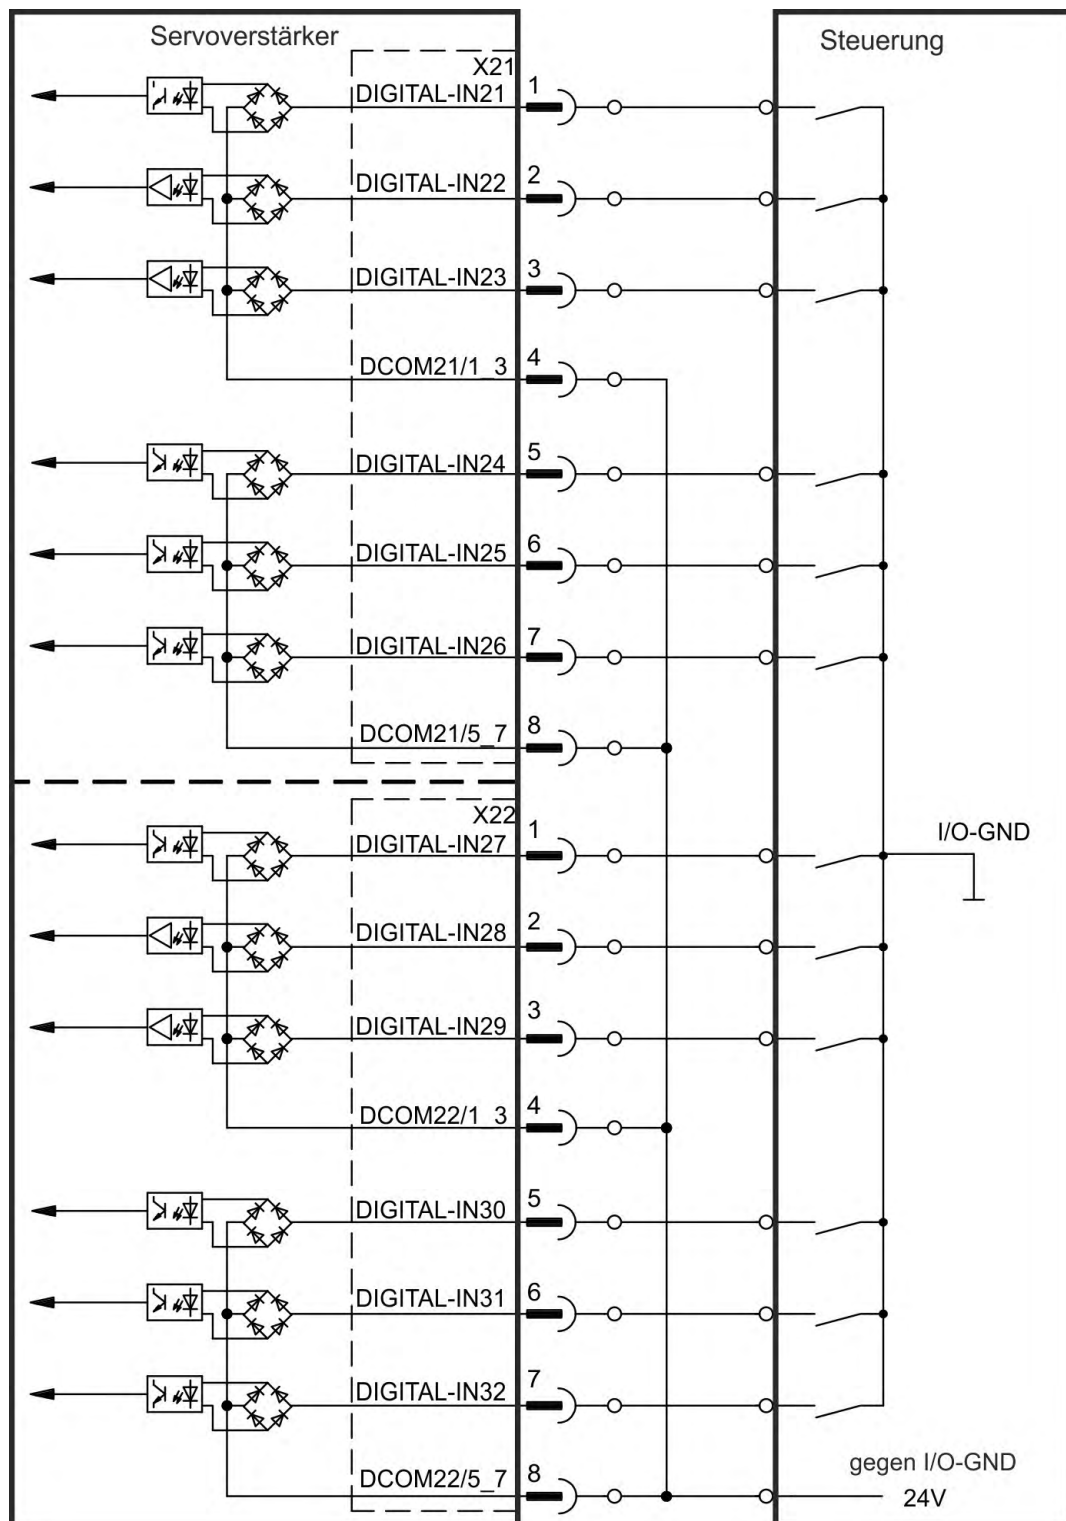 Servoverstärker
Steuerung
X21
DIGITAL-IN21 1
DIGITAL-IN22 2
DIGITAL-IN23 3
DCOM21/1_3 4
DIGITAL-IN24 5
DIGITAL-IN25 6
DIGITAL-IN26 7
DCOM21/5_7 8
X22
DIGITAL-IN27 1
I/O-GND
DIGITAL-IN28 2
DIGITAL-IN29 3
DCOM22/1_3 4
DIGITAL-IN30 5
DIGITAL-IN31 6
DIGITAL-IN32 7
DCOM22/5_7 8
gegen I/O-GND
24V